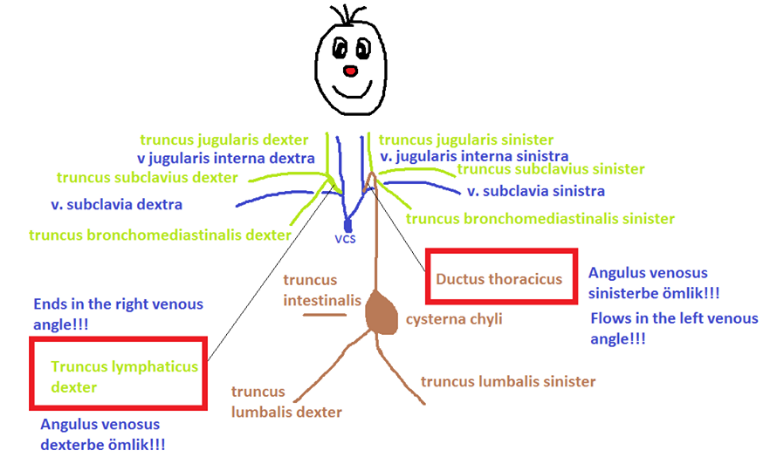 truncus jugularis dexter
v jugularis interna dextra
truncus jugularis sinister
v. jugularis interna sinistra
truncus subclavius dexter
truncus subclavius sinister
v. subclavia dextra
v. subclavia sinistra
truncus bronchomediastinalis dexter
truncus bronchomediastinalis sinister
vcs
truncus
intestinalis
Ductus thoracicus
Angulus venosus
sinisterbe ömlik!!!
Flows in the left venous
angle!!!
cysterna chyli
Ends in the right venous
angle!!!
Truncus lymphaticus
dexter
truncus
lumbalis dexter
truncus lumbalis sinister
Angulus venosus
dexterbe ömlik!!!